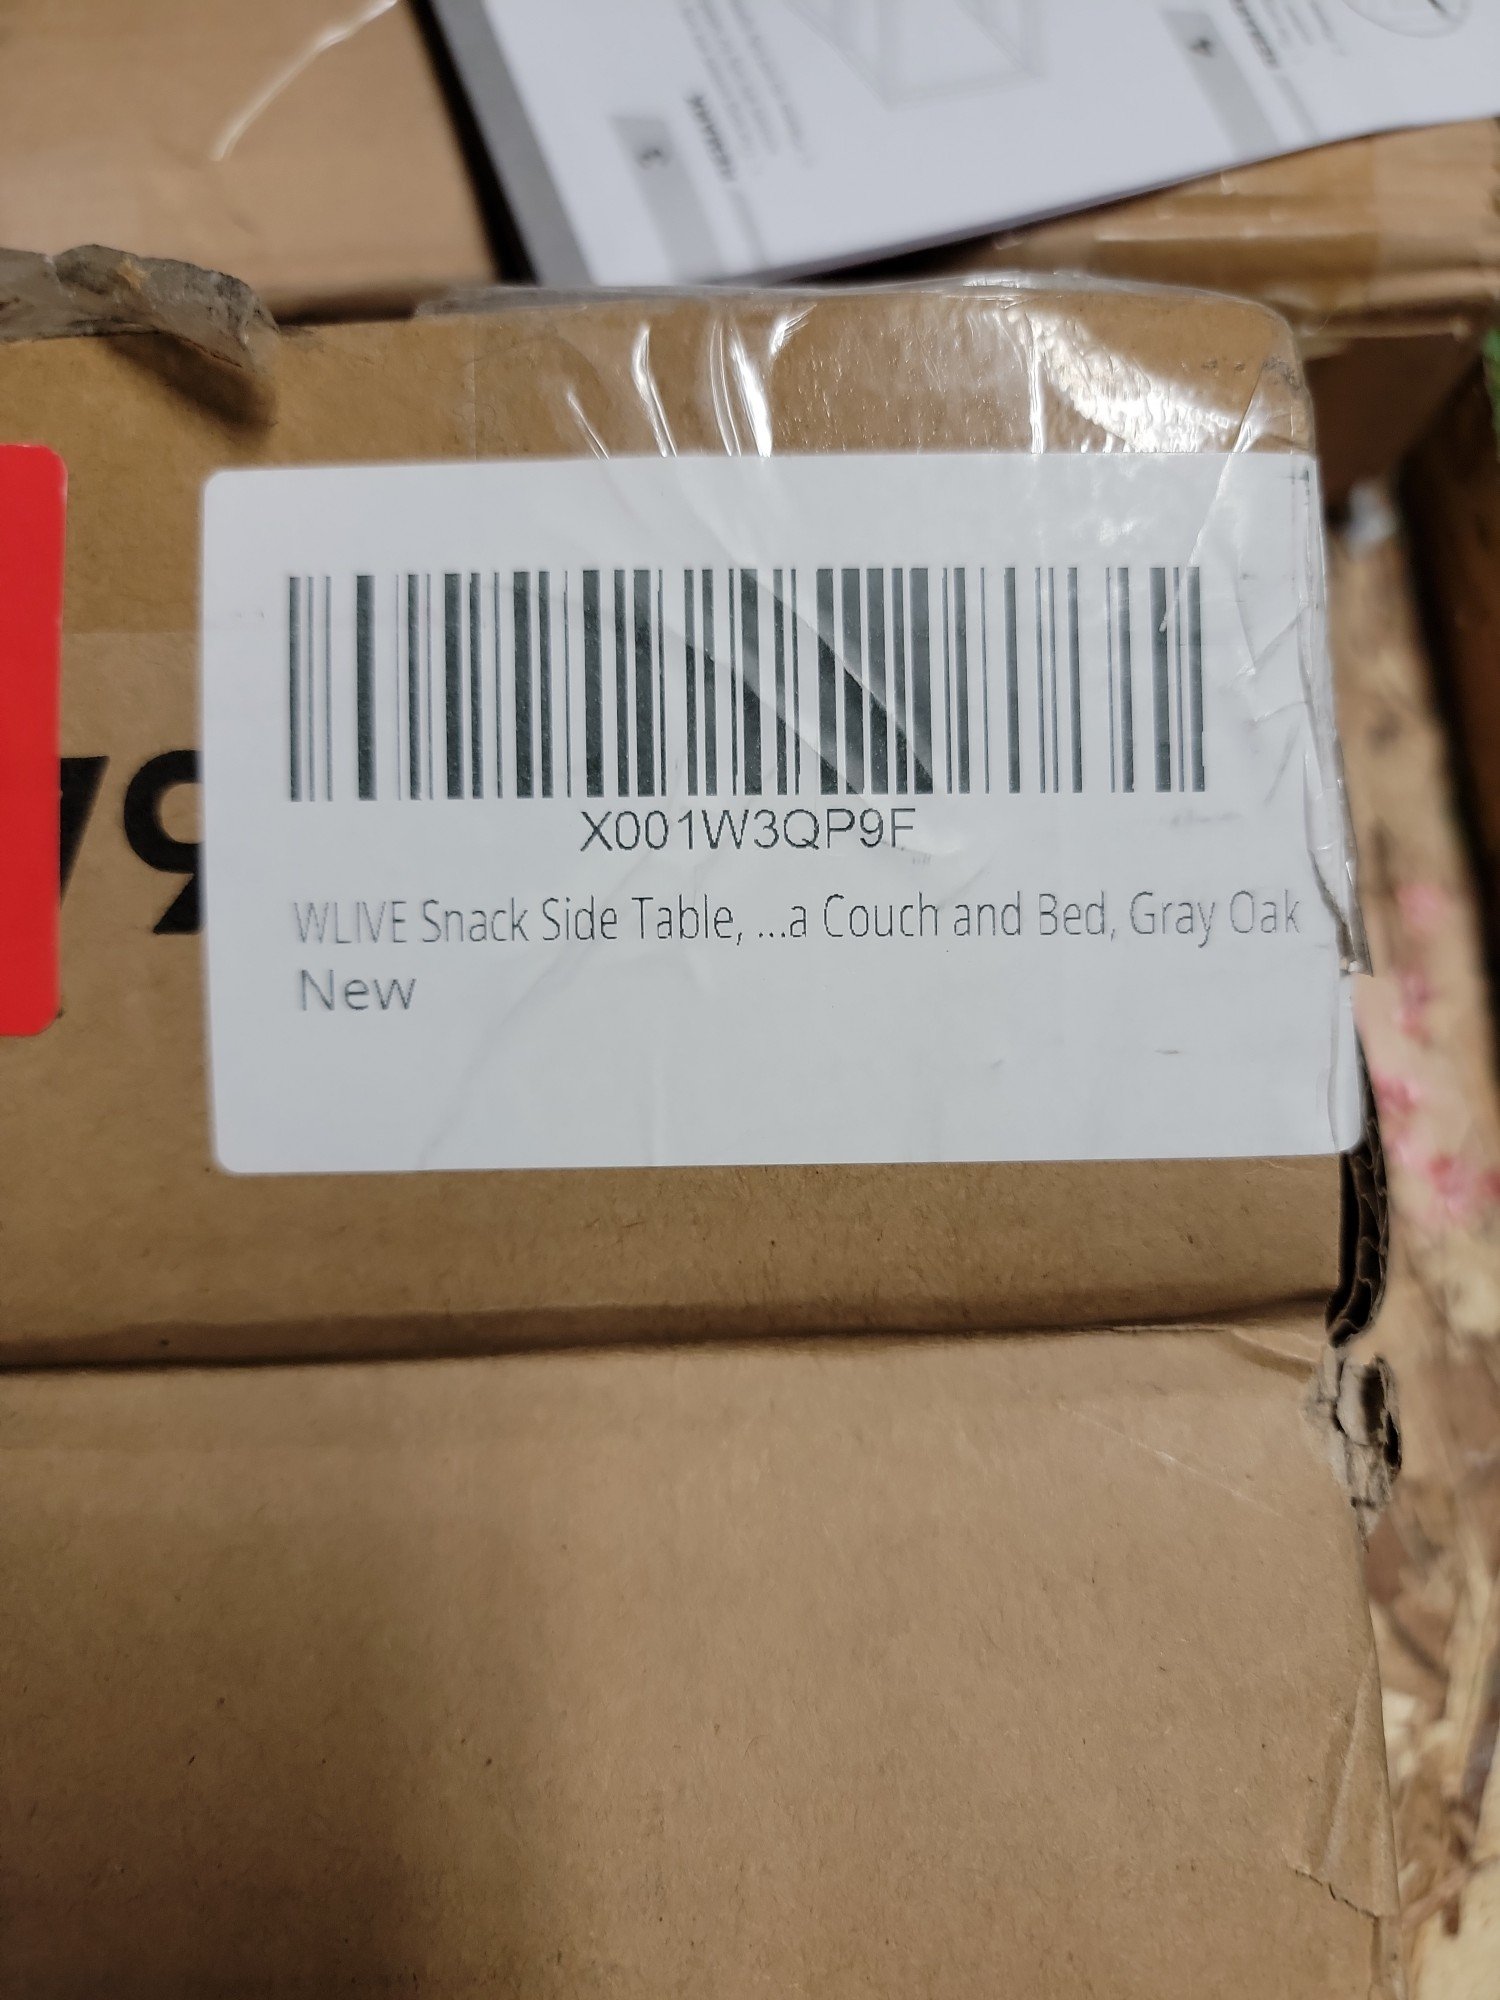 X001W3QP9F
WLIVE Snack Side Table, ...a Couch and Bed, Gray Oak
New